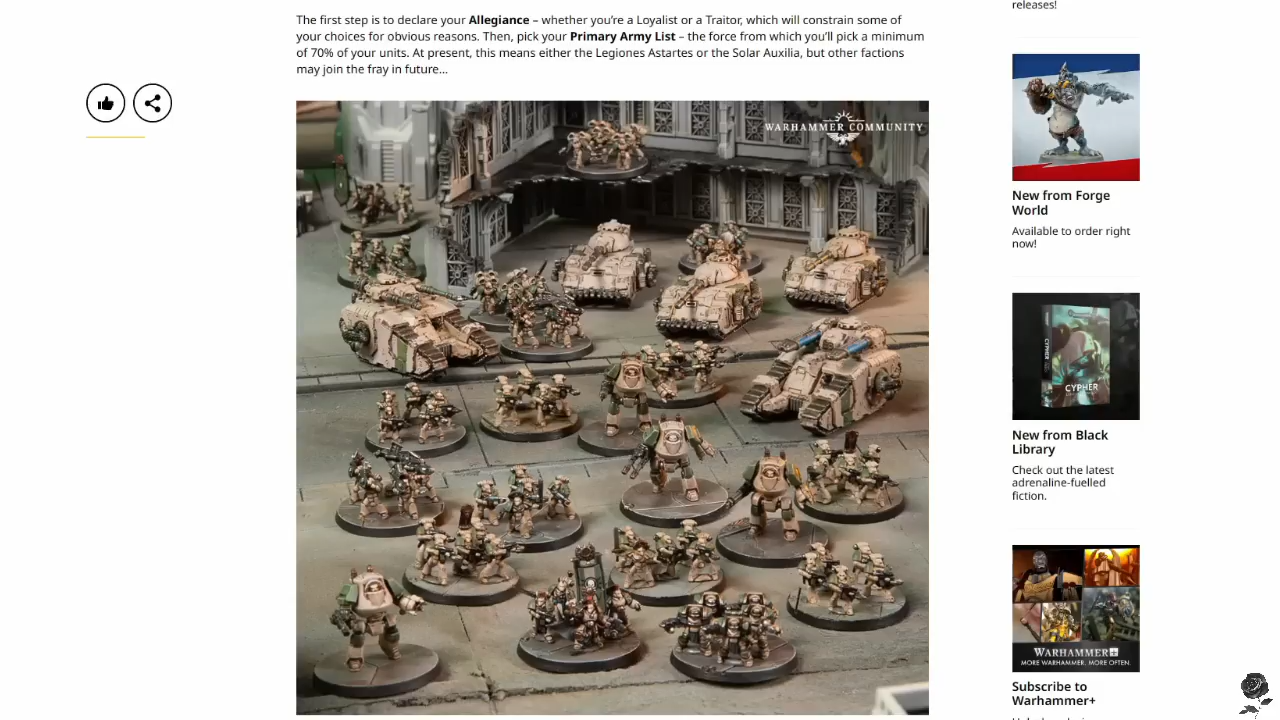 The first step is to declare your Allegiance – whether you're a Loyalist or a Traitor, which will constrain some of
your choices for obvious reasons. Then, pick your Primary Army List – the force from which you'll pick a minimum
of 70% of your units. At present, this means either the Legiones Astartes or the Solar Auxilia, but other factions
may join the fray in future...
WARHAMMER COMMUNITY
releases!
New from Forge
World
Available to order right
now!
CYPHER
CYPHER
New from Black
Library
Check out the latest
adrenaline-fuelled
fiction.
WARHAMMER+
MORE WARHAMMER. MORE OFTEN.
Subscribe to
Warhammer+